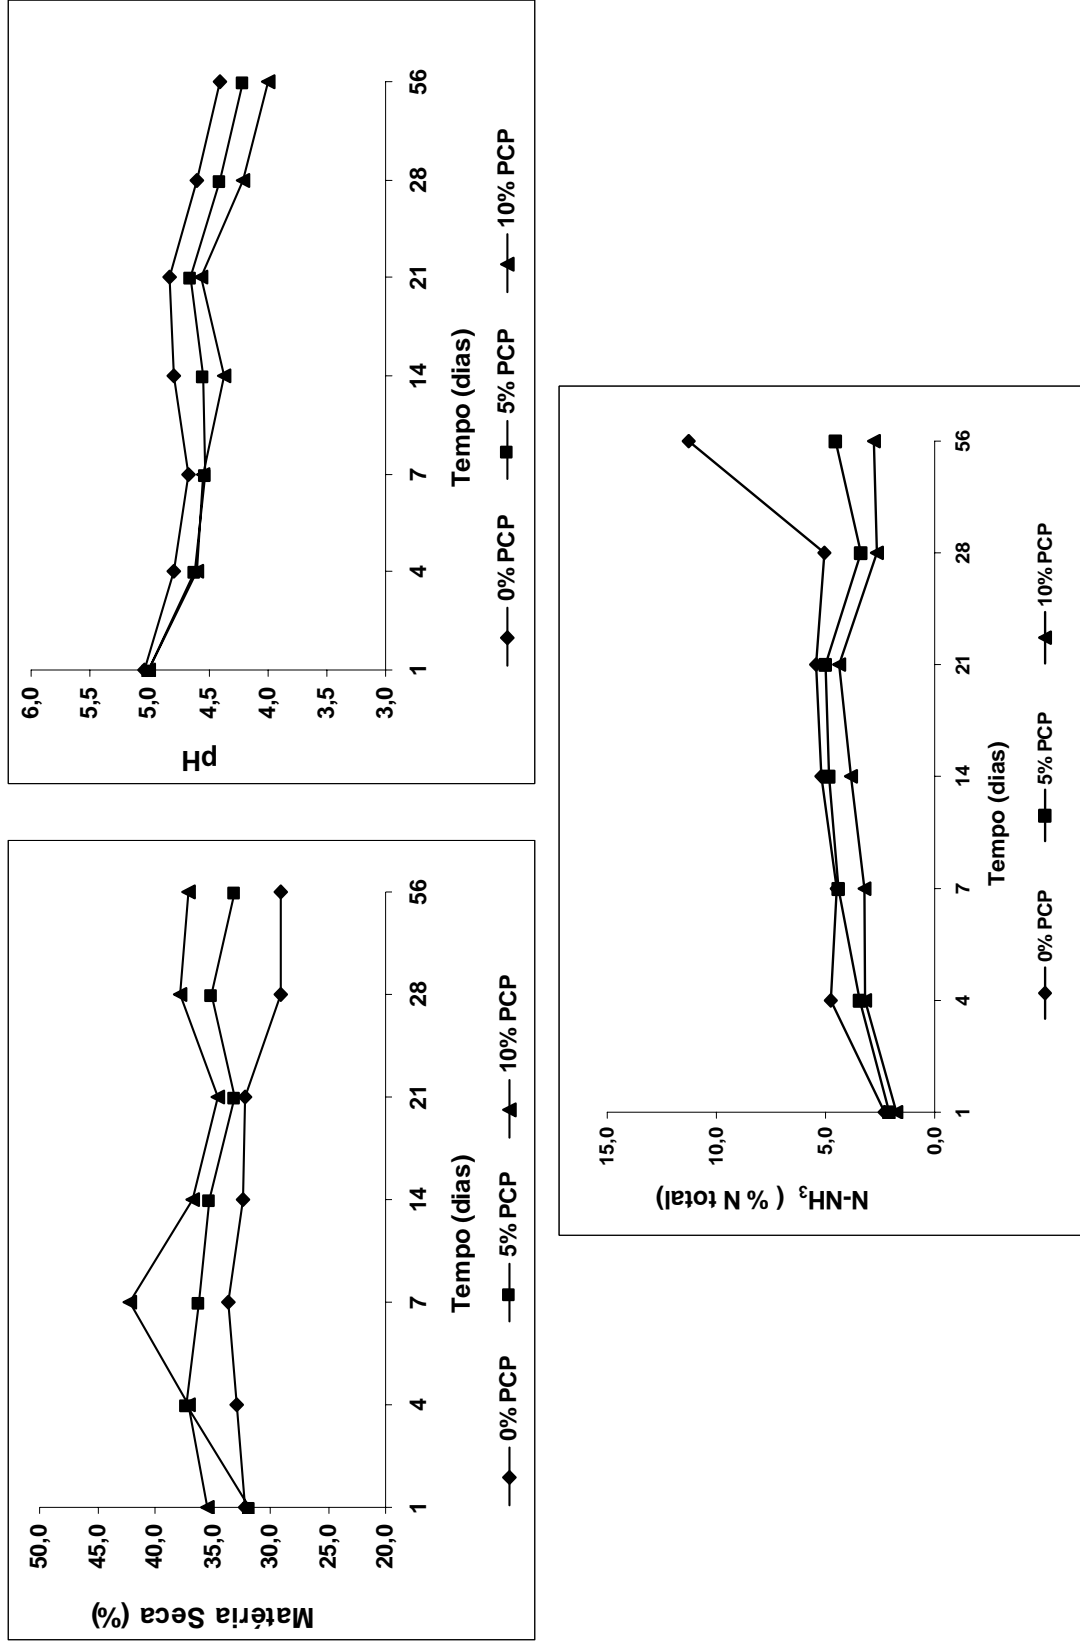 Matéria Seca (%)
50,0
45,0
40,0
35,0
30,0
25,0
20,0
1 4 7 14 21 28 56
Tempo (dias)
0% PCP 5% PCP 10% PCP
pH
6,0
5,5
5,0
4,5
4,0
3,5
3,0
1 4 7 14 21 28 56
Tempo (dias)
0% PCP 5% PCP 10% PCP
N-NH₃ ( % N total)
15,0
10,0
5,0
0,0
1 4 7 14 21 28 56
Tempo (dias)
0% PCP 5% PCP 10% PCP